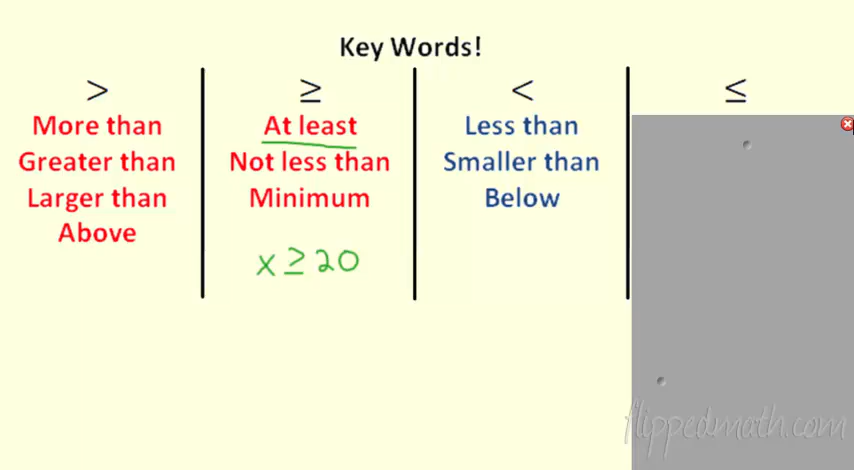 Key Words!
>
More than
Greater than
Larger than
Above
≥
At least
Not less than
Minimum
x ≥ 20
<
Less than
Smaller than
Below
≤
flippedmath.com